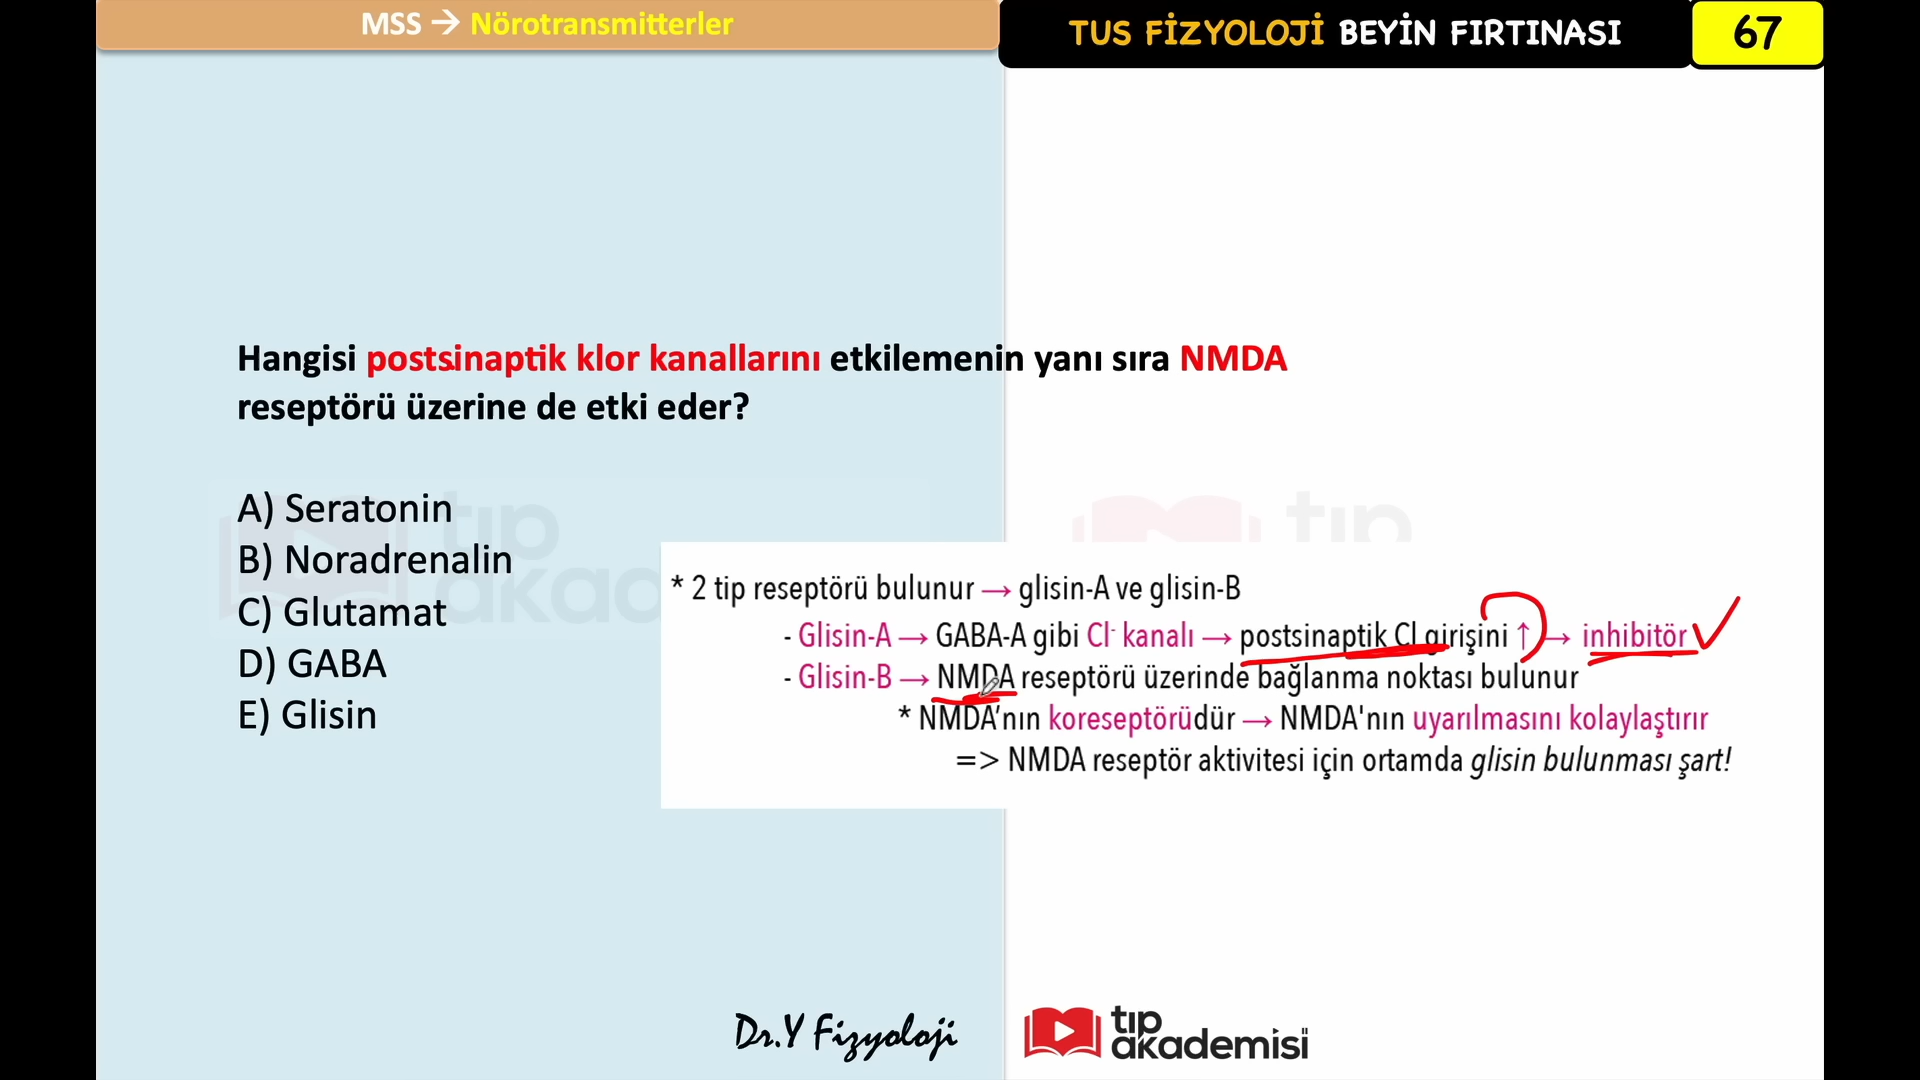 MSS → Nörotransmitterler
TUS FİZYOLOJİ BEYİN FIRTINASI
67
Hangisi postsinaptik klor kanallarını etkilemenin yanı sıra NMDA
reseptörü üzerine de etki eder?
A) Seratonin
B) Noradrenalin
C) Glutamat
D) GABA
E) Glisin
* 2 tip reseptörü bulunur → glisin-A ve glisin-B
- Glisin-A → GABA-A gibi Cl⁻ kanalı → postsinaptik Cl girişini ↑ → inhibitör
- Glisin-B → NMDA reseptörü üzerinde bağlanma noktası bulunur
* NMDA’nın koreseptörüdür → NMDA'nın uyarılmasını kolaylaştırır
=> NMDA reseptör aktivitesi için ortamda glisin bulunması şart!
tıp
akad
tıp
Dr.Y Fizyoloji
tıp
akademisi